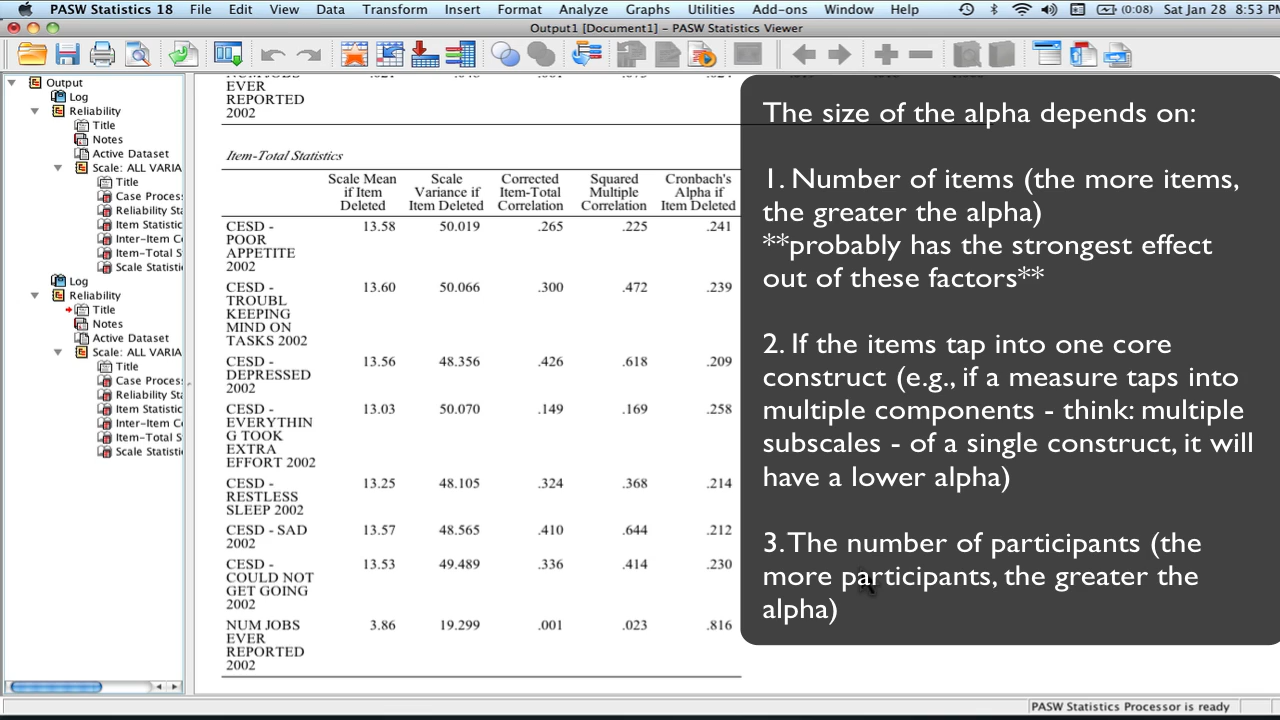 PASW Statistics 18 File Edit View Data Transform Insert Format Analyze Graphs Utilities Add-ons Window Help (0:08) Sat Jan 28 8:53 PM
Output1 [Document1] – PASW Statistics Viewer
Output
Log
Reliability
Title
Notes
Active Dataset
Scale: ALL VARIA
Title
Case Process
Reliability Sta
Item Statistic
Inter-Item C
Item-Total S
Scale Statisti
Log
Reliability
Title
Notes
Active Dataset
Scale: ALL VARIA
Title
Case Process
Reliability Sta
Item Statistic
Inter-Item C
Item-Total S
Scale Statisti
EVER
REPORTED
2002
Item-Total Statistics
Scale Mean if Item Deleted
Scale Variance if Item Deleted
Corrected Item-Total Correlation
Squared Multiple Correlation
Cronbach's Alpha if Item Deleted
CESD - 13.58 50.019 .265 .225 .241
POOR
APPETITE
2002
CESD - 13.60 50.066 .300 .472 .239
TROUBL
KEEPING
MIND ON
TASKS 2002
CESD - 13.56 48.356 .426 .618 .209
DEPRESSED
2002
CESD - 13.03 50.070 .149 .169 .258
EVERYTHIN
G TOOK
EXTRA
EFFORT 2002
CESD - 13.25 48.105 .324 .368 .214
RESTLESS
SLEEP 2002
CESD - SAD 13.57 48.565 .410 .644 .212
2002
CESD - 13.53 49.489 .336 .414 .230
COULD NOT
GET GOING
2002
NUM JOBS 3.86 19.299 .001 .023 .816
EVER
REPORTED
2002
The size of the alpha depends on:
1. Number of items (the more items,
the greater the alpha)
**probably has the strongest effect
out of these factors**
2. If the items tap into one core
construct (e.g., if a measure taps into
multiple components - think: multiple
subscales - of a single construct, it will
have a lower alpha)
3. The number of participants (the
more participants, the greater the
alpha)
PASW Statistics Processor is ready